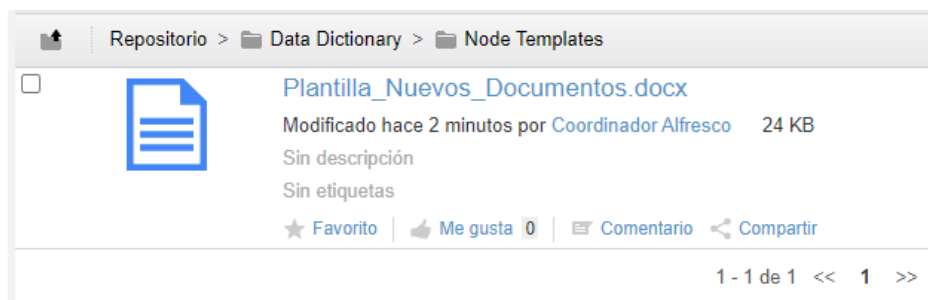 Repositorio > Data Dictionary > Node Templates
Plantilla_Nuevos_Documentos.docx
Modificado hace 2 minutos por Coordinador Alfresco 24 KB
Sin descripción
Sin etiquetas
Favorito Me gusta 0 Comentario Compartir
1 - 1 de 1 << 1 >>